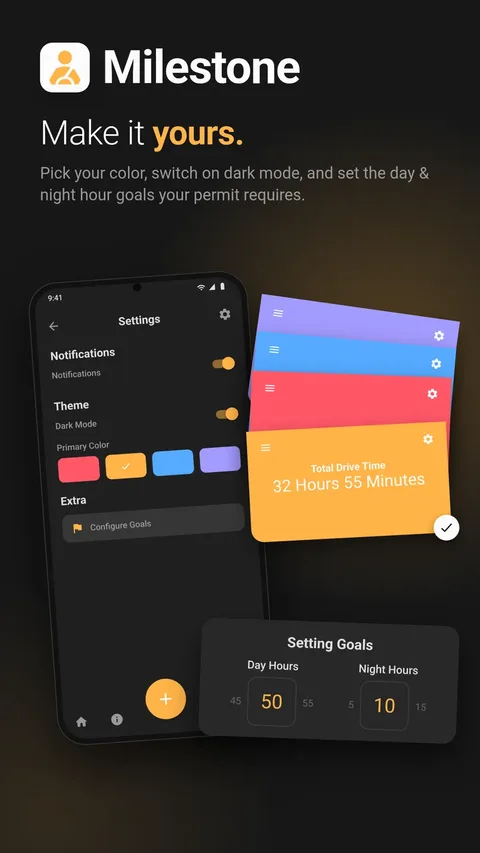 Milestone
Make it yours.
Pick your color, switch on dark mode, and set the day &
night hour goals your permit requires.
9:41
Settings
Notifications
Notifications
Theme
Dark Mode
Primary Color
Extra
Configure Goals
Total Drive Time
32 Hours 55 Minutes
Setting Goals
Day Hours
Night Hours
45 50 55
5 10 15